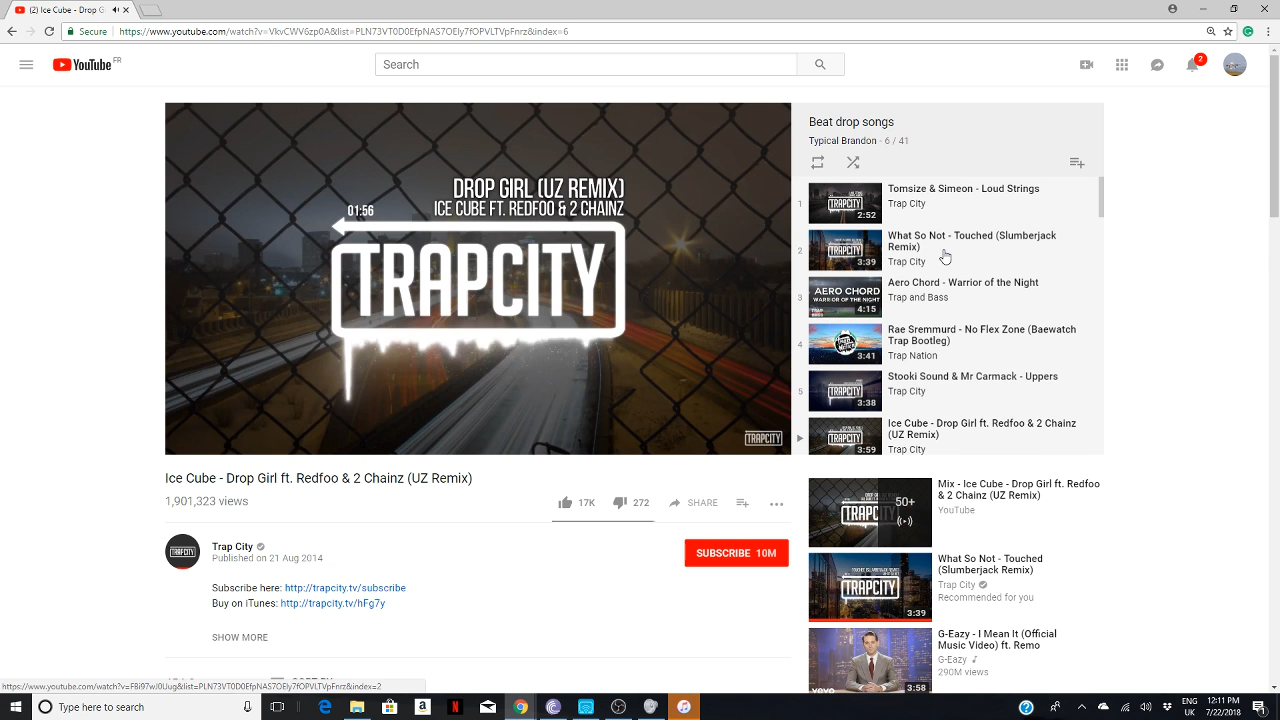 (2) Ice Cube - Drop G
Secure
https://www.youtube.com/watch?v=VkvCWV6zp0A&list=PLN73VT0D0EfpNAS7OEly7fOPVLTVpFnrz&index=6
YouTube FR
Search
2
DROP GIRL (UZ REMIX)
01:56
ICE CUBE FT. REDFOO & 2 CHAINZ
TRAPCITY
TRAPCITY
Beat drop songs
Typical Brandon - 6 / 41
1
Tomsize & Simeon - Loud Strings
Trap City
2:52
2
What So Not - Touched (Slumberjack
Remix)
Trap City
3:39
3
Aero Chord - Warrior of the Night
Trap and Bass
AERO CHORD
WARRIOR OF THE NIGHT
4:15
4
Rae Sremmurd - No Flex Zone (Baewatch
Trap Bootleg)
Trap Nation
3:41
5
Stooki Sound & Mr Carmack - Uppers
Trap City
3:38
Ice Cube - Drop Girl ft. Redfoo & 2 Chainz
(UZ Remix)
Trap City
3:59
Ice Cube - Drop Girl ft. Redfoo & 2 Chainz (UZ Remix)
1,901,323 views
17K
272
SHARE
TRAPCITY
Trap City
Published on 21 Aug 2014
SUBSCRIBE 10M
Subscribe here: http://trapcity.tv/subscribe
Buy on ITunes: http://trapcity.tv/hFg7y
SHOW MORE
Mix - Ice Cube - Drop Girl ft. Redfoo
& 2 Chainz (UZ Remix)
YouTube
50+
What So Not - Touched
(Slumberjack Remix)
Trap City
Recommended for you
TRAPCITY
3:39
G-Eazy - I Mean It (Official
Music Video) ft. Remo
G-Eazy
290M views
vevo
3:58
https://www.youtube.com/watch?v=F8i97wJ0Uug&list=PLN73VT0D0EfpNAS7OEly7fOPVLTVpFnrz&index=2
Type here to search
ENG
UK
12:11 PM
7/22/2018